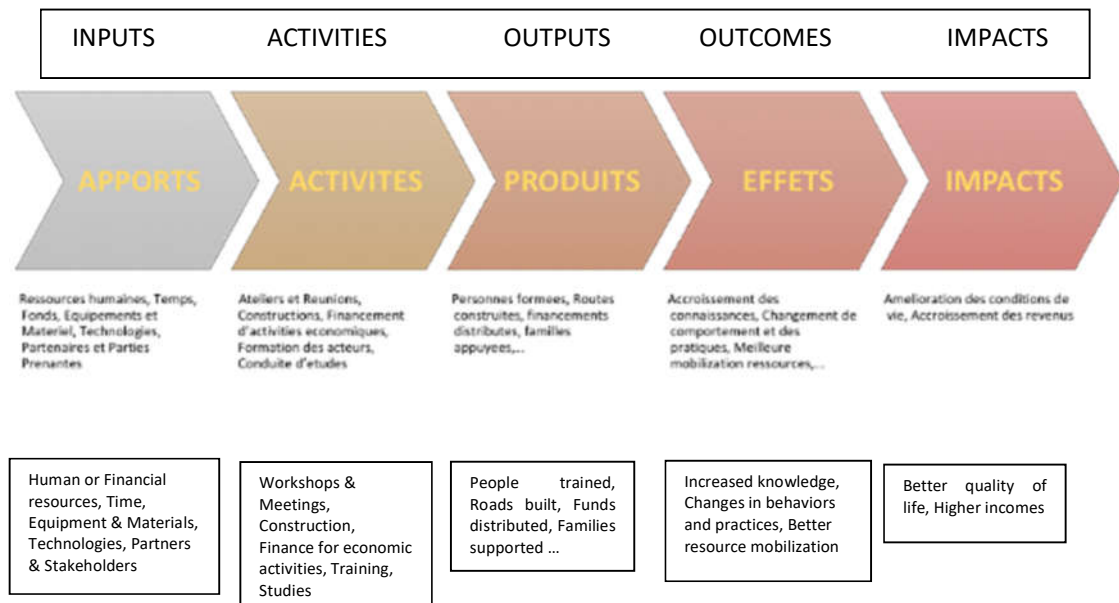 INPUTS ACTIVITIES OUTPUTS OUTCOMES IMPACTS
APPORTS ACTIVITES PRODUITS EFFETS IMPACTS
Ressources humaines, Temps,
Fonds, Equipements et
Materiel, Technologies,
Partenaires et Parties
Prenantes
Ateliers et Reunions,
Constructions, Financement
d'activities economiques,
Formation des acteurs,
Conduite d'etudes
Personnes formees, Routes
construites, financements
distributes, familles
appuyees,...
Accroissement des
connaissances, Changement de
comportement et des
pratiques, Meilleure
mobilization ressources,...
Amelioration des conditions de
vie, Accroissement des revenus
Human or Financial
resources, Time,
Equipment & Materials,
Technologies, Partners
& Stakeholders
Workshops &
Meetings,
Construction,
Finance for economic
activities, Training,
Studies
People trained,
Roads built, Funds
distributed, Families
supported …
Increased knowledge,
Changes in behaviors
and practices, Better
resource mobilization
Better quality of
life, Higher incomes